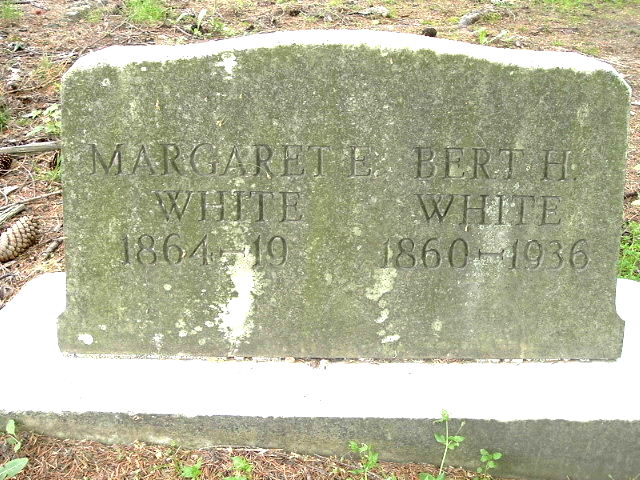 MARGARET E. BERT H.
WHITE WHITE
1864-19 1860-1936